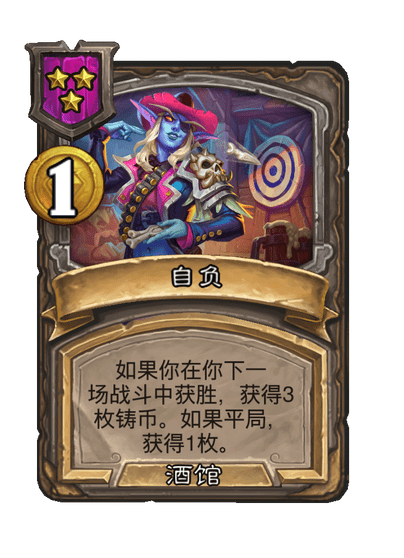 1
自负
如果你在你下一
场战斗中获胜，获得3
枚铸币。如果平局，
获得1枚。
酒馆